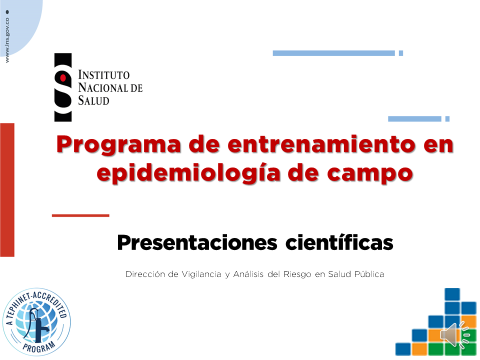 www.ins.gov.co
INSTITUTO
NACIONAL DE
SALUD
Programa de entrenamiento en
epidemiología de campo
Presentaciones científicas
Dirección de Vigilancia y Análisis del Riesgo en Salud Pública
A TEPHINET-ACCREDITED
PROGRAM